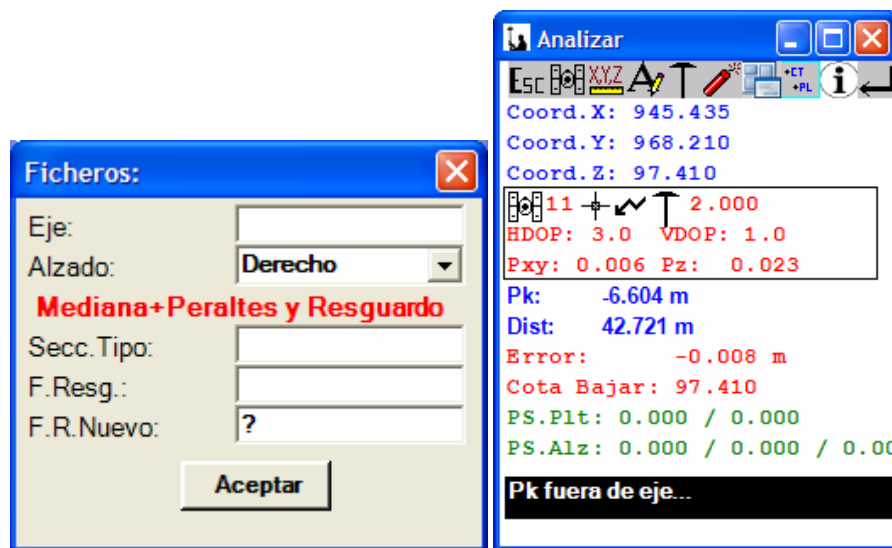 Ficheros:
Eje:
Alzado: Derecho
Mediana+Peraltes y Resguardo
Secc.Tipo:
F.Resg.:
F.R.Nuevo: ?
Aceptar
Analizar
Esc XYZ A +CT +PL i
Coord.X: 945.435
Coord.Y: 968.210
Coord.Z: 97.410
11 2.000
HDOP: 3.0 VDOP: 1.0
Pxy: 0.006 Pz: 0.023
Pk: -6.604 m
Dist: 42.721 m
Error: -0.008 m
Cota Bajar: 97.410
PS.Plt: 0.000 / 0.000
PS.Alz: 0.000 / 0.000 / 0.00
Pk fuera de eje...